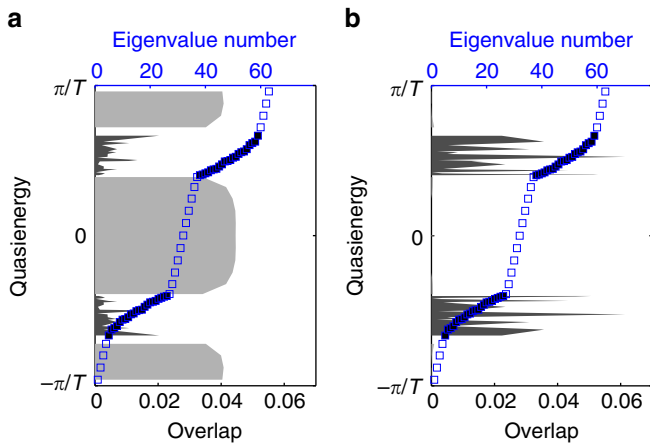 a
b
Eigenvalue number
Eigenvalue number
0 20 40 60
0 20 40 60
π/T
π/T
Quasienergy
Quasienergy
0
0
−π/T
−π/T
0 0.02 0.04 0.06
0 0.02 0.04 0.06
Overlap
Overlap